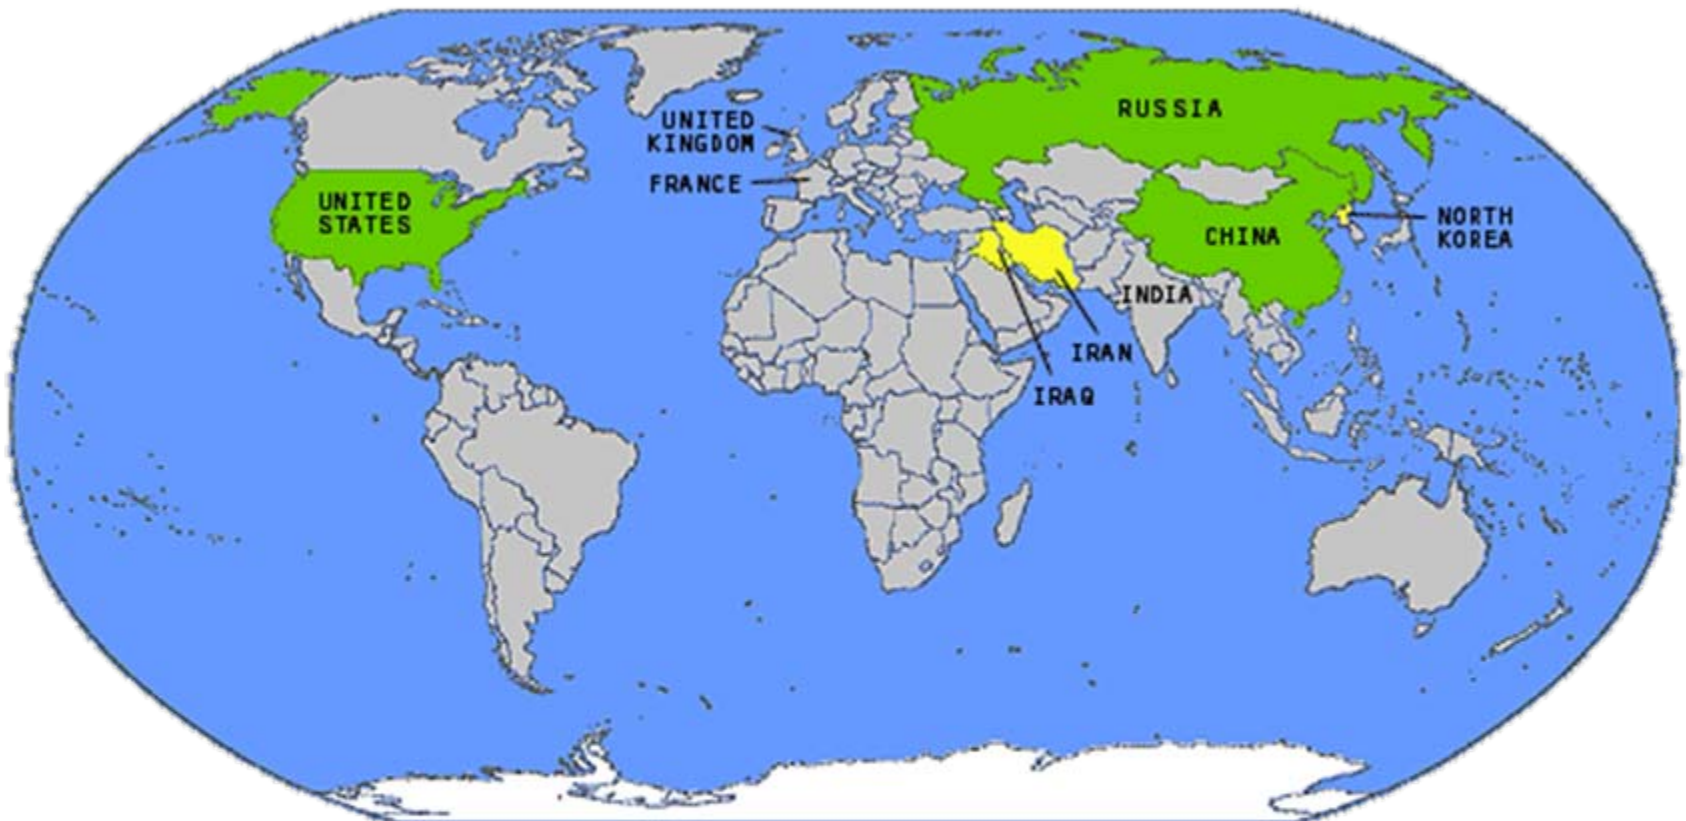 UNITED
KINGDOM
RUSSIA
FRANCE
UNITED
STATES
CHINA
NORTH
KOREA
INDIA
IRAN
IRAQ